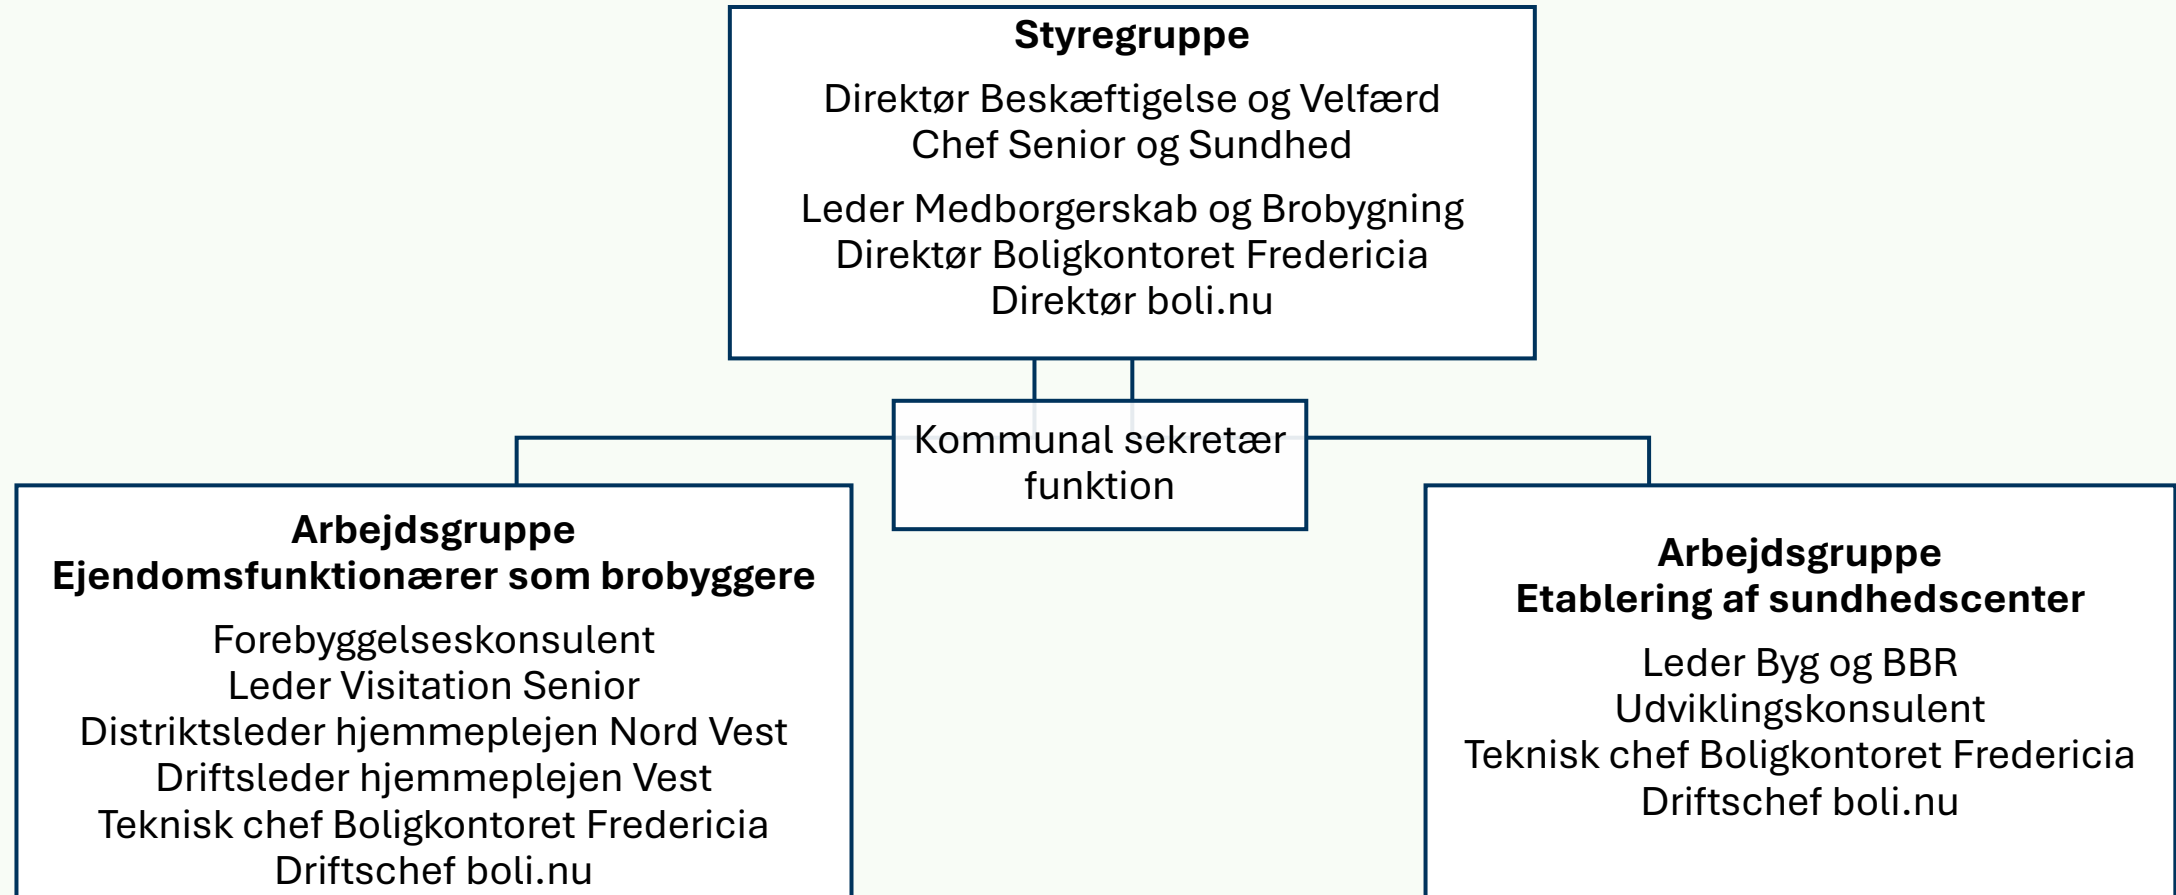 Styregruppe
Direktør Beskæftigelse og Velfærd
Chef Senior og Sundhed
Leder Medborgerskab og Brobygning
Direktør Boligkontoret Fredericia
Direktør boli.nu
Kommunal sekretær
funktion
Arbejdsgruppe
Ejendomsfunktionærer som brobyggere
Forebyggelseskonsulent
Leder Visitation Senior
Distriktsleder hjemmeplejen Nord Vest
Driftsleder hjemmeplejen Vest
Teknisk chef Boligkontoret Fredericia
Driftschef boli.nu
Arbejdsgruppe
Etablering af sundhedscenter
Leder Byg og BBR
Udviklingskonsulent
Teknisk chef Boligkontoret Fredericia
Driftschef boli.nu